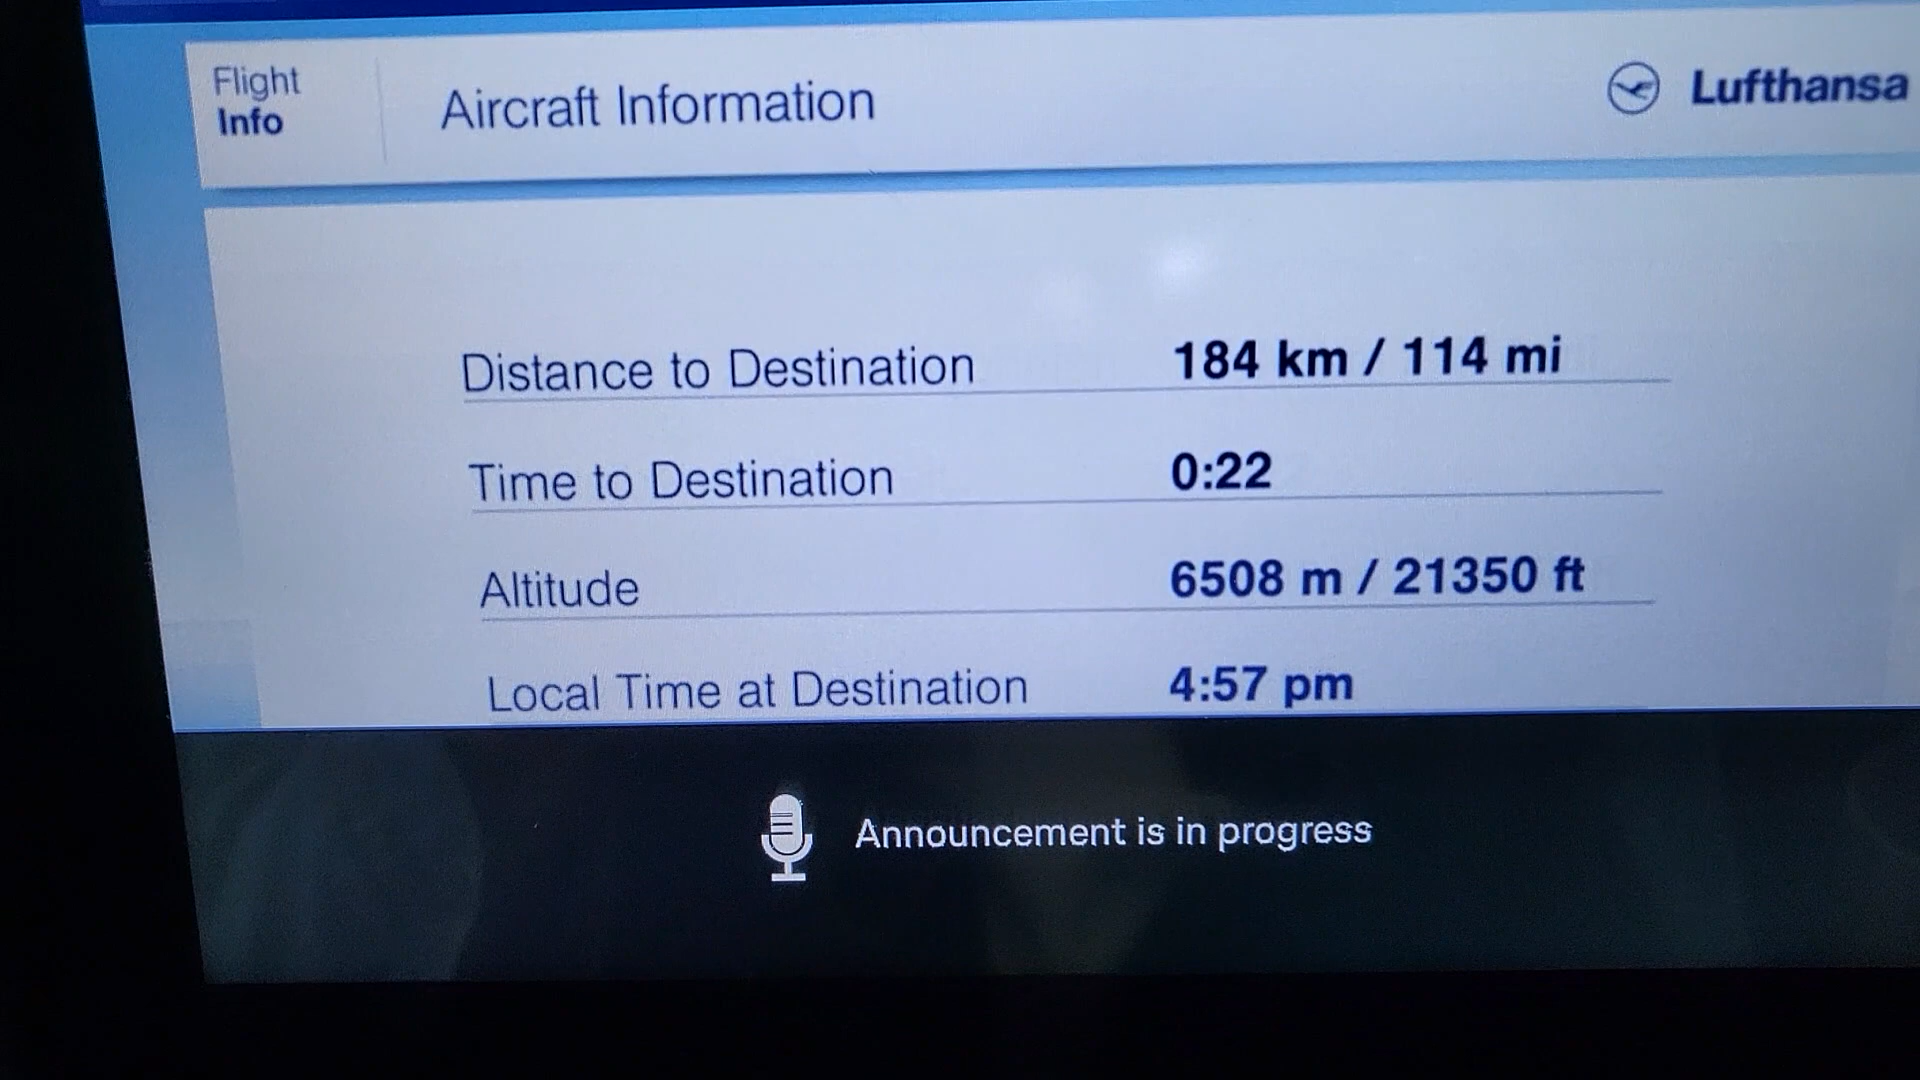 Flight
Info
Aircraft Information
Lufthansa
Distance to Destination 184 km / 114 mi
Time to Destination 0:22
Altitude 6508 m / 21350 ft
Local Time at Destination 4:57 pm
Announcement is in progress